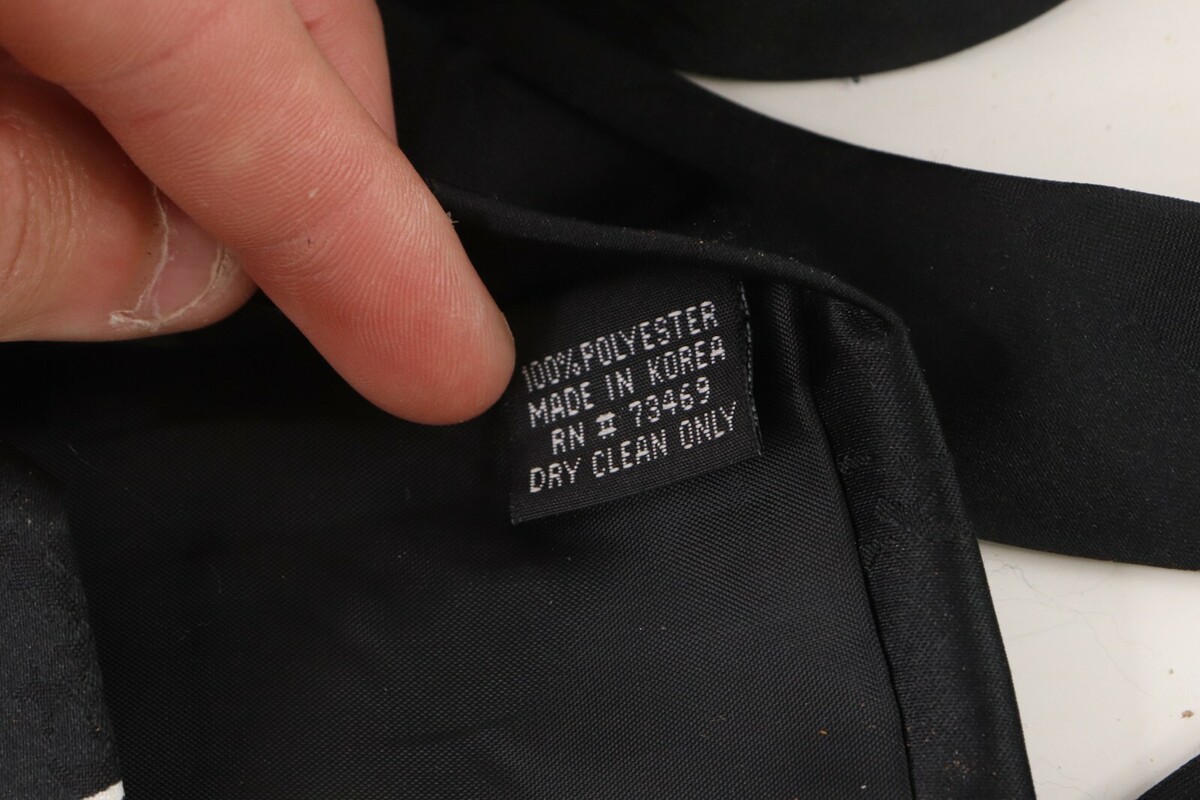 100% POLYESTER
MADE IN KOREA
RN # 73469
DRY CLEAN ONLY